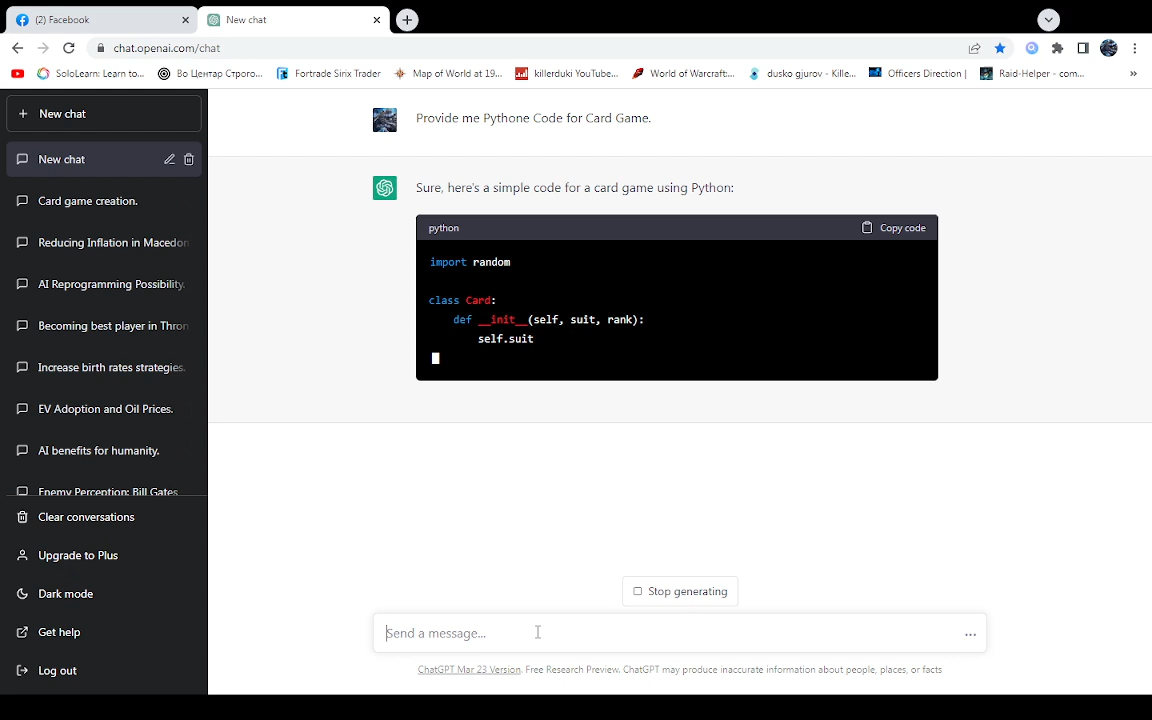 (2) Facebook
New chat
chat.openai.com/chat
SoloLearn: Learn to...
Во Центар Строго...
Fortrade Sirix Trader
Map of World at 19...
killerduki YouTube...
World of Warcraft:...
dusko gjurov - Kille...
Officers Direction |
Raid-Helper - com...
»
New chat
New chat
Card game creation.
Reducing Inflation in Macedon
AI Reprogramming Possibility.
Becoming best player in Thron
Increase birth rates strategies.
EV Adoption and Oil Prices.
AI benefits for humanity.
Enemy Perception: Bill Gates
Clear conversations
Upgrade to Plus
Dark mode
Get help
Log out
Provide me Pythone Code for Card Game.
Sure, here's a simple code for a card game using Python:
python
Copy code
import random
class Card:
def __init__(self, suit, rank):
self.suit
Stop generating
Send a message...
ChatGPT Mar 23 Version. Free Research Preview. ChatGPT may produce inaccurate information about people, places, or facts